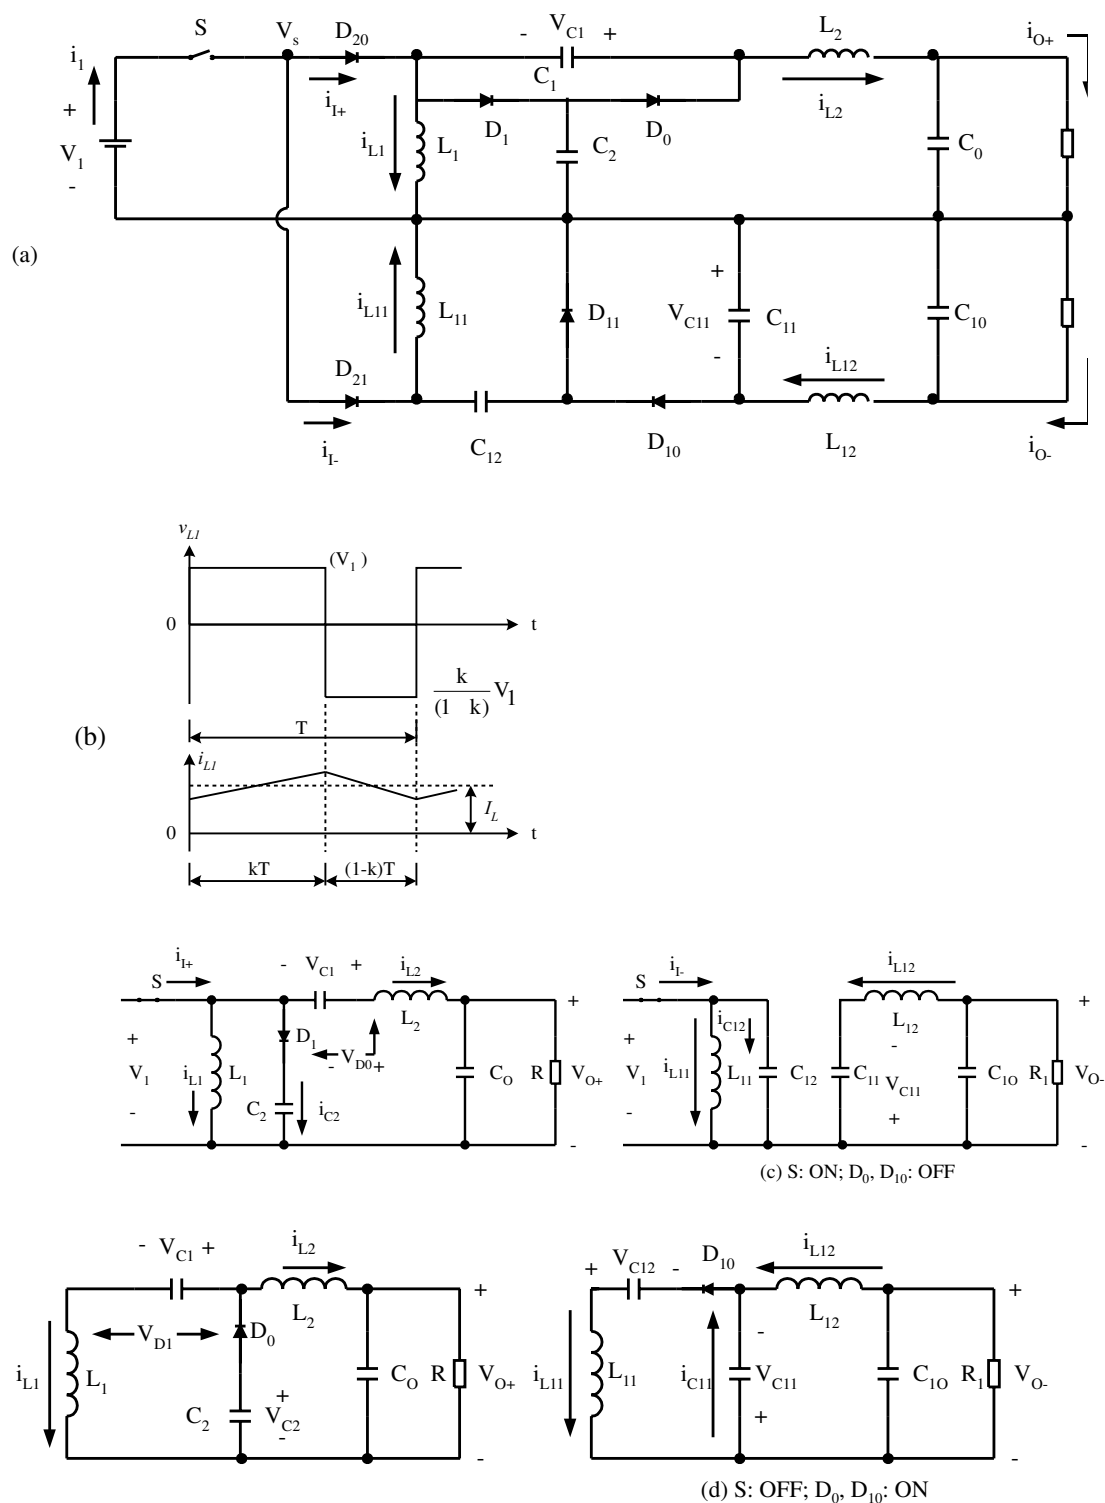 S
V_s
D_20
- V_C1 +
L_2
i_O+
i_1
C_1
i_I+
i_L2
+
D_1
D_0
V_1
i_L1
L_1
C_2
C_0
-
(a)
+
i_L11
L_11
D_11
V_C11
C_11
C_10
-
D_21
i_L12
i_I-
C_12
D_10
L_12
i_O-
v_L1
(V_1 )
0
t
k
(1 k)
V_1
(b)
T
i_L1
I_L
0
t
kT
(1-k)T
i_I+
- V_C1 +
i_L2
S
L_2
+
+
D_1
- V_D0 +
V_1
i_L1
L_1
C_O
R
V_O+
C_2
i_C2
-
-
i_I-
i_L12
S
L_12
+
+
i_C12
-
V_1
i_L11
L_11
C_12
C_11
V_C11
C_1O
R_1
V_O-
-
+
-
(c) S: ON; D_0, D_10: OFF
- V_C1 +
i_L2
L_2
+
V_D1
D_0
i_L1
L_1
C_O
R
V_O+
C_2
+
V_C2
-
-
+ V_C12 -
D_10
i_L12
L_12
+
-
i_L11
L_11
i_C11
V_C11
C_1O
R_1
V_O-
+
-
(d) S: OFF; D_0, D_10: ON